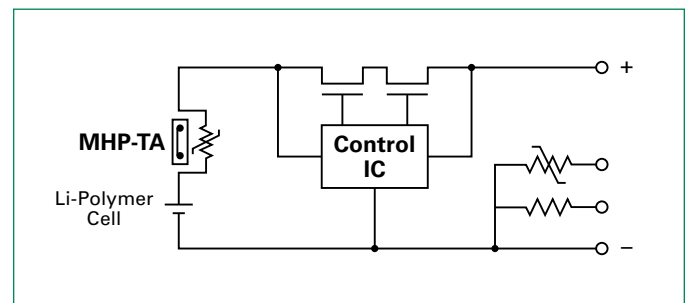 +
MHP-TA
Control
IC
Li-Polymer
Cell
−